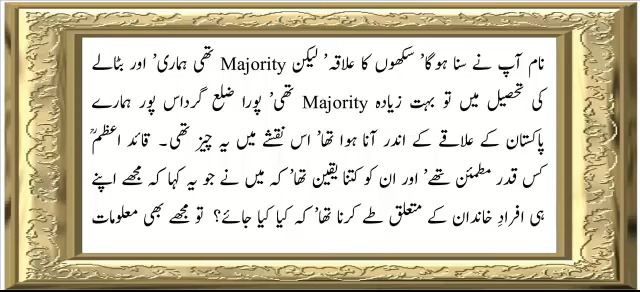 نام آپ نے سنا ہوگا‘ سکھوں کا علاقہ‘ لیکن Majority تھی ہماری‘ اور بٹالے
کی تحصیل میں تو بہت زیادہ Majority تھی‘ پورا ضلع گرداس پور ہمارے
پاکستان کے علاقے کے اندر آنا ہوا تھا‘ اس نقشے میں یہ چیز تھی۔ قائد اعظمؒ
کس قدر مطمئن تھے‘ اور ان کو کتنا یقین تھا‘ کہ میں نے جو یہ کہا کہ مجھے اپنے
ہی افرادِ خاندان کے متعلق طے کرنا تھا‘ کہ کیا کیا جائے؟ تو مجھے بھی معلومات